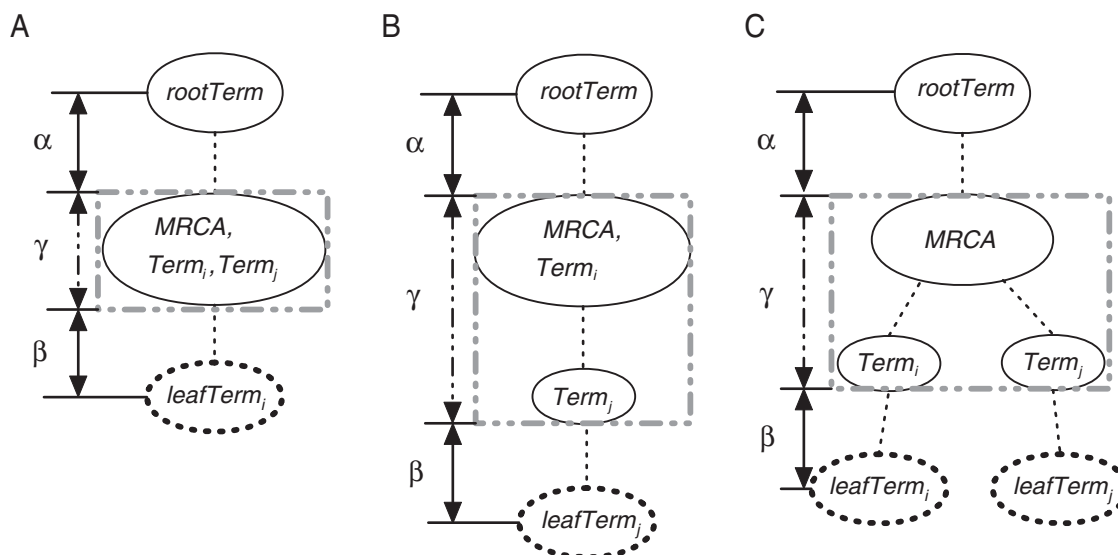 A
rootTerm
α
γ
MRCA,
Termᵢ, Termⱼ
β
leafTermᵢ
B
rootTerm
α
MRCA,
Termᵢ
γ
Termⱼ
β
leafTermⱼ
C
rootTerm
α
MRCA
γ
Termᵢ Termⱼ
β
leafTermᵢ leafTermⱼ